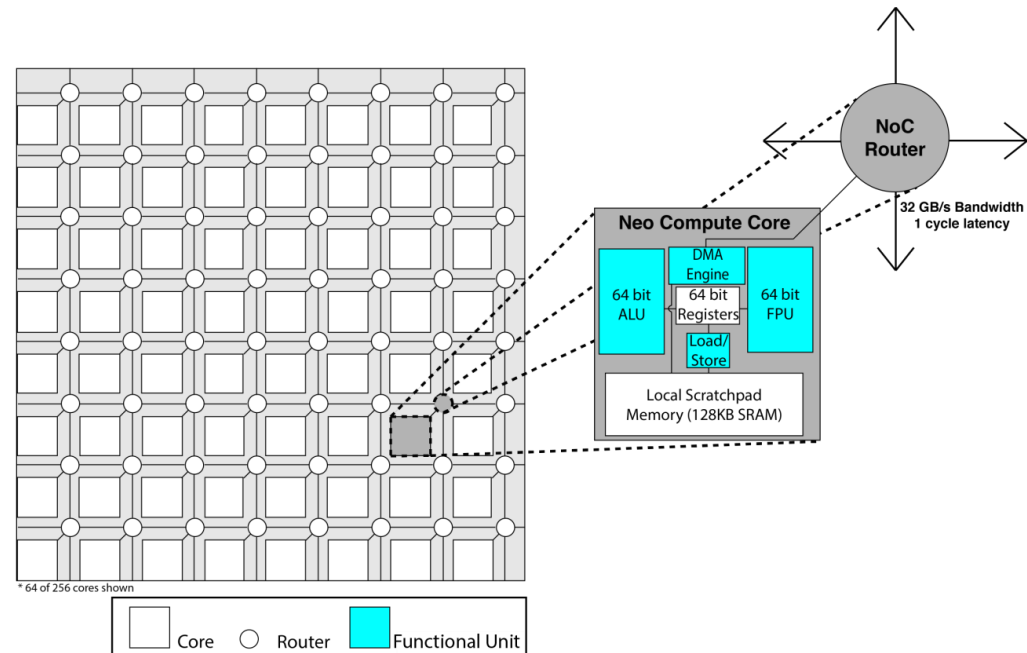 NoC
Router
32 GB/s Bandwidth
1 cycle latency
Neo Compute Core
DMA
Engine
64 bit
ALU
64 bit
Registers
64 bit
FPU
Load/
Store
Local Scratchpad
Memory (128KB SRAM)
* 64 of 256 cores shown
Core
Router
Functional Unit